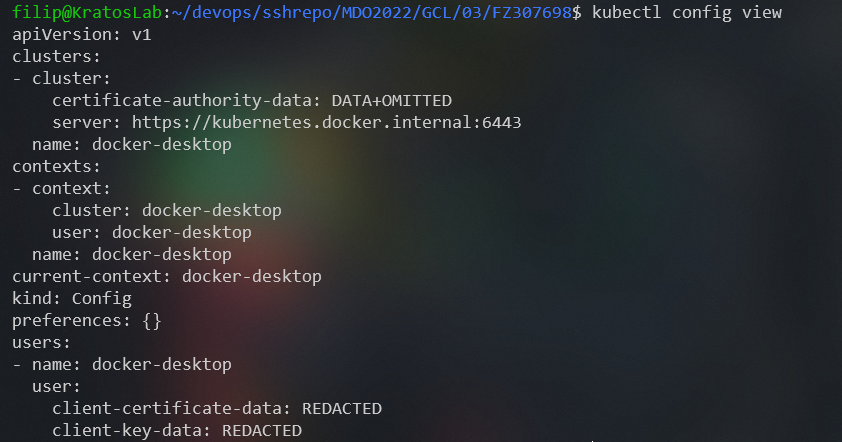 filip@KratosLab:~/devops/sshrepo/MDO2022/GCL/03/FZ307698$ kubectl config view
apiVersion: v1
clusters:
- cluster:
    certificate-authority-data: DATA+OMITTED
    server: https://kubernetes.docker.internal:6443
  name: docker-desktop
contexts:
- context:
    cluster: docker-desktop
    user: docker-desktop
  name: docker-desktop
current-context: docker-desktop
kind: Config
preferences: {}
users:
- name: docker-desktop
  user:
    client-certificate-data: REDACTED
    client-key-data: REDACTED